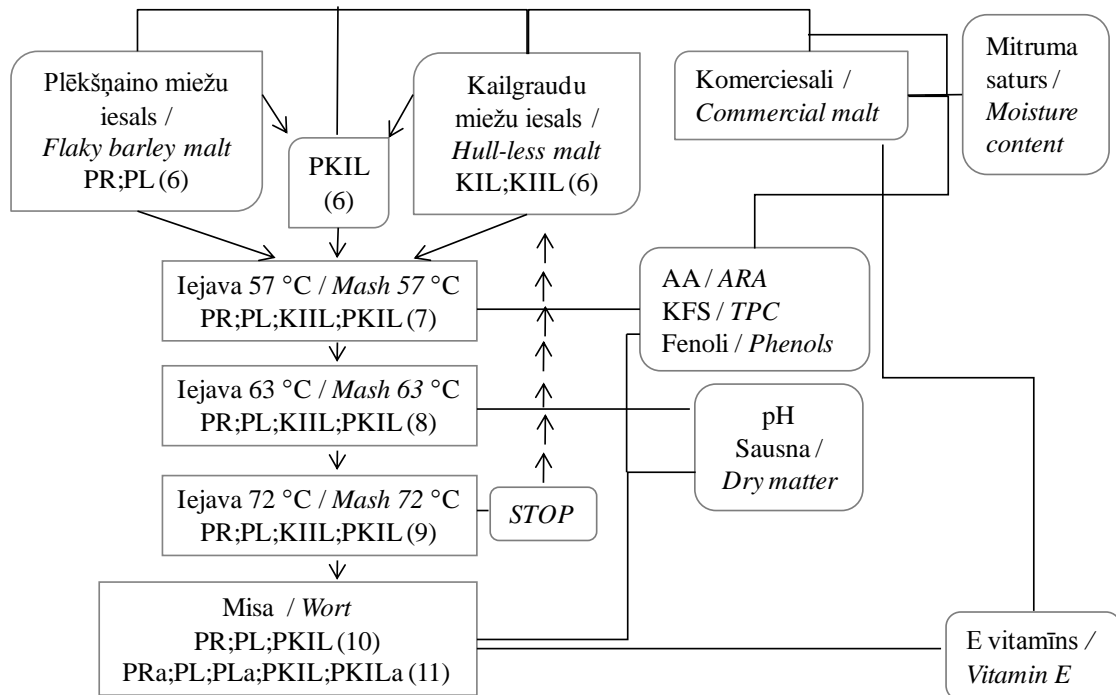 Plēkšņaino miežu
iesals /
Flaky barley malt
PR;PL (6)
PKIL
(6)
Kailgraudu
miežu iesals /
Hull-less malt
KIL;KIIL (6)
Komerciesali /
Commercial malt
Mitruma
saturs /
Moisture
content
Iejava 57 °C / Mash 57 °C
PR;PL;KIIL;PKIL (7)
AA / ARA
KFS / TPC
Fenoli / Phenols
Iejava 63 °C / Mash 63 °C
PR;PL;KIIL;PKIL (8)
pH
Sausna /
Dry matter
Iejava 72 °C / Mash 72 °C
PR;PL;KIIL;PKIL (9)
STOP
Misa / Wort
PR;PL;PKIL (10)
PRa;PL;PLa;PKIL;PKILa (11)
E vitamīns /
Vitamin E